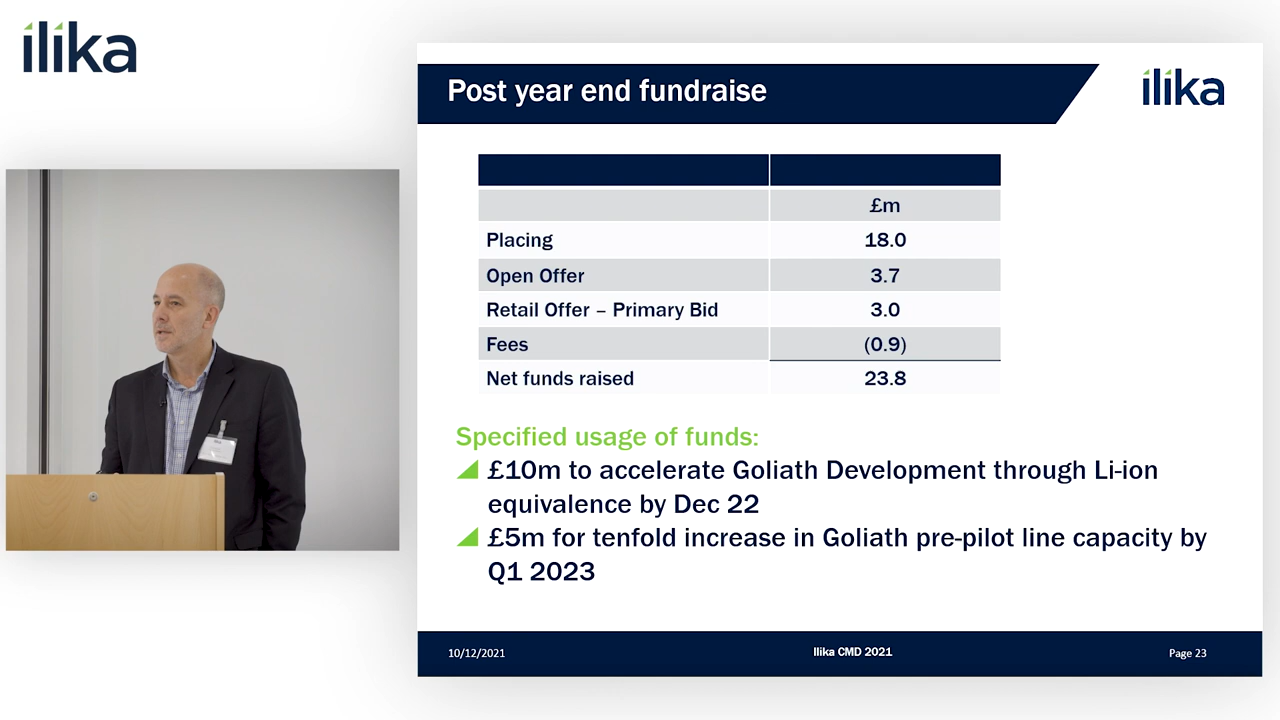 ilika
Post year end fundraise
ilika
£m
Placing 18.0
Open Offer 3.7
Retail Offer – Primary Bid 3.0
Fees (0.9)
Net funds raised 23.8
Specified usage of funds:
£10m to accelerate Goliath Development through Li-ion
equivalence by Dec 22
£5m for tenfold increase in Goliath pre-pilot line capacity by
Q1 2023
10/12/2021 Ilika CMD 2021 Page 23